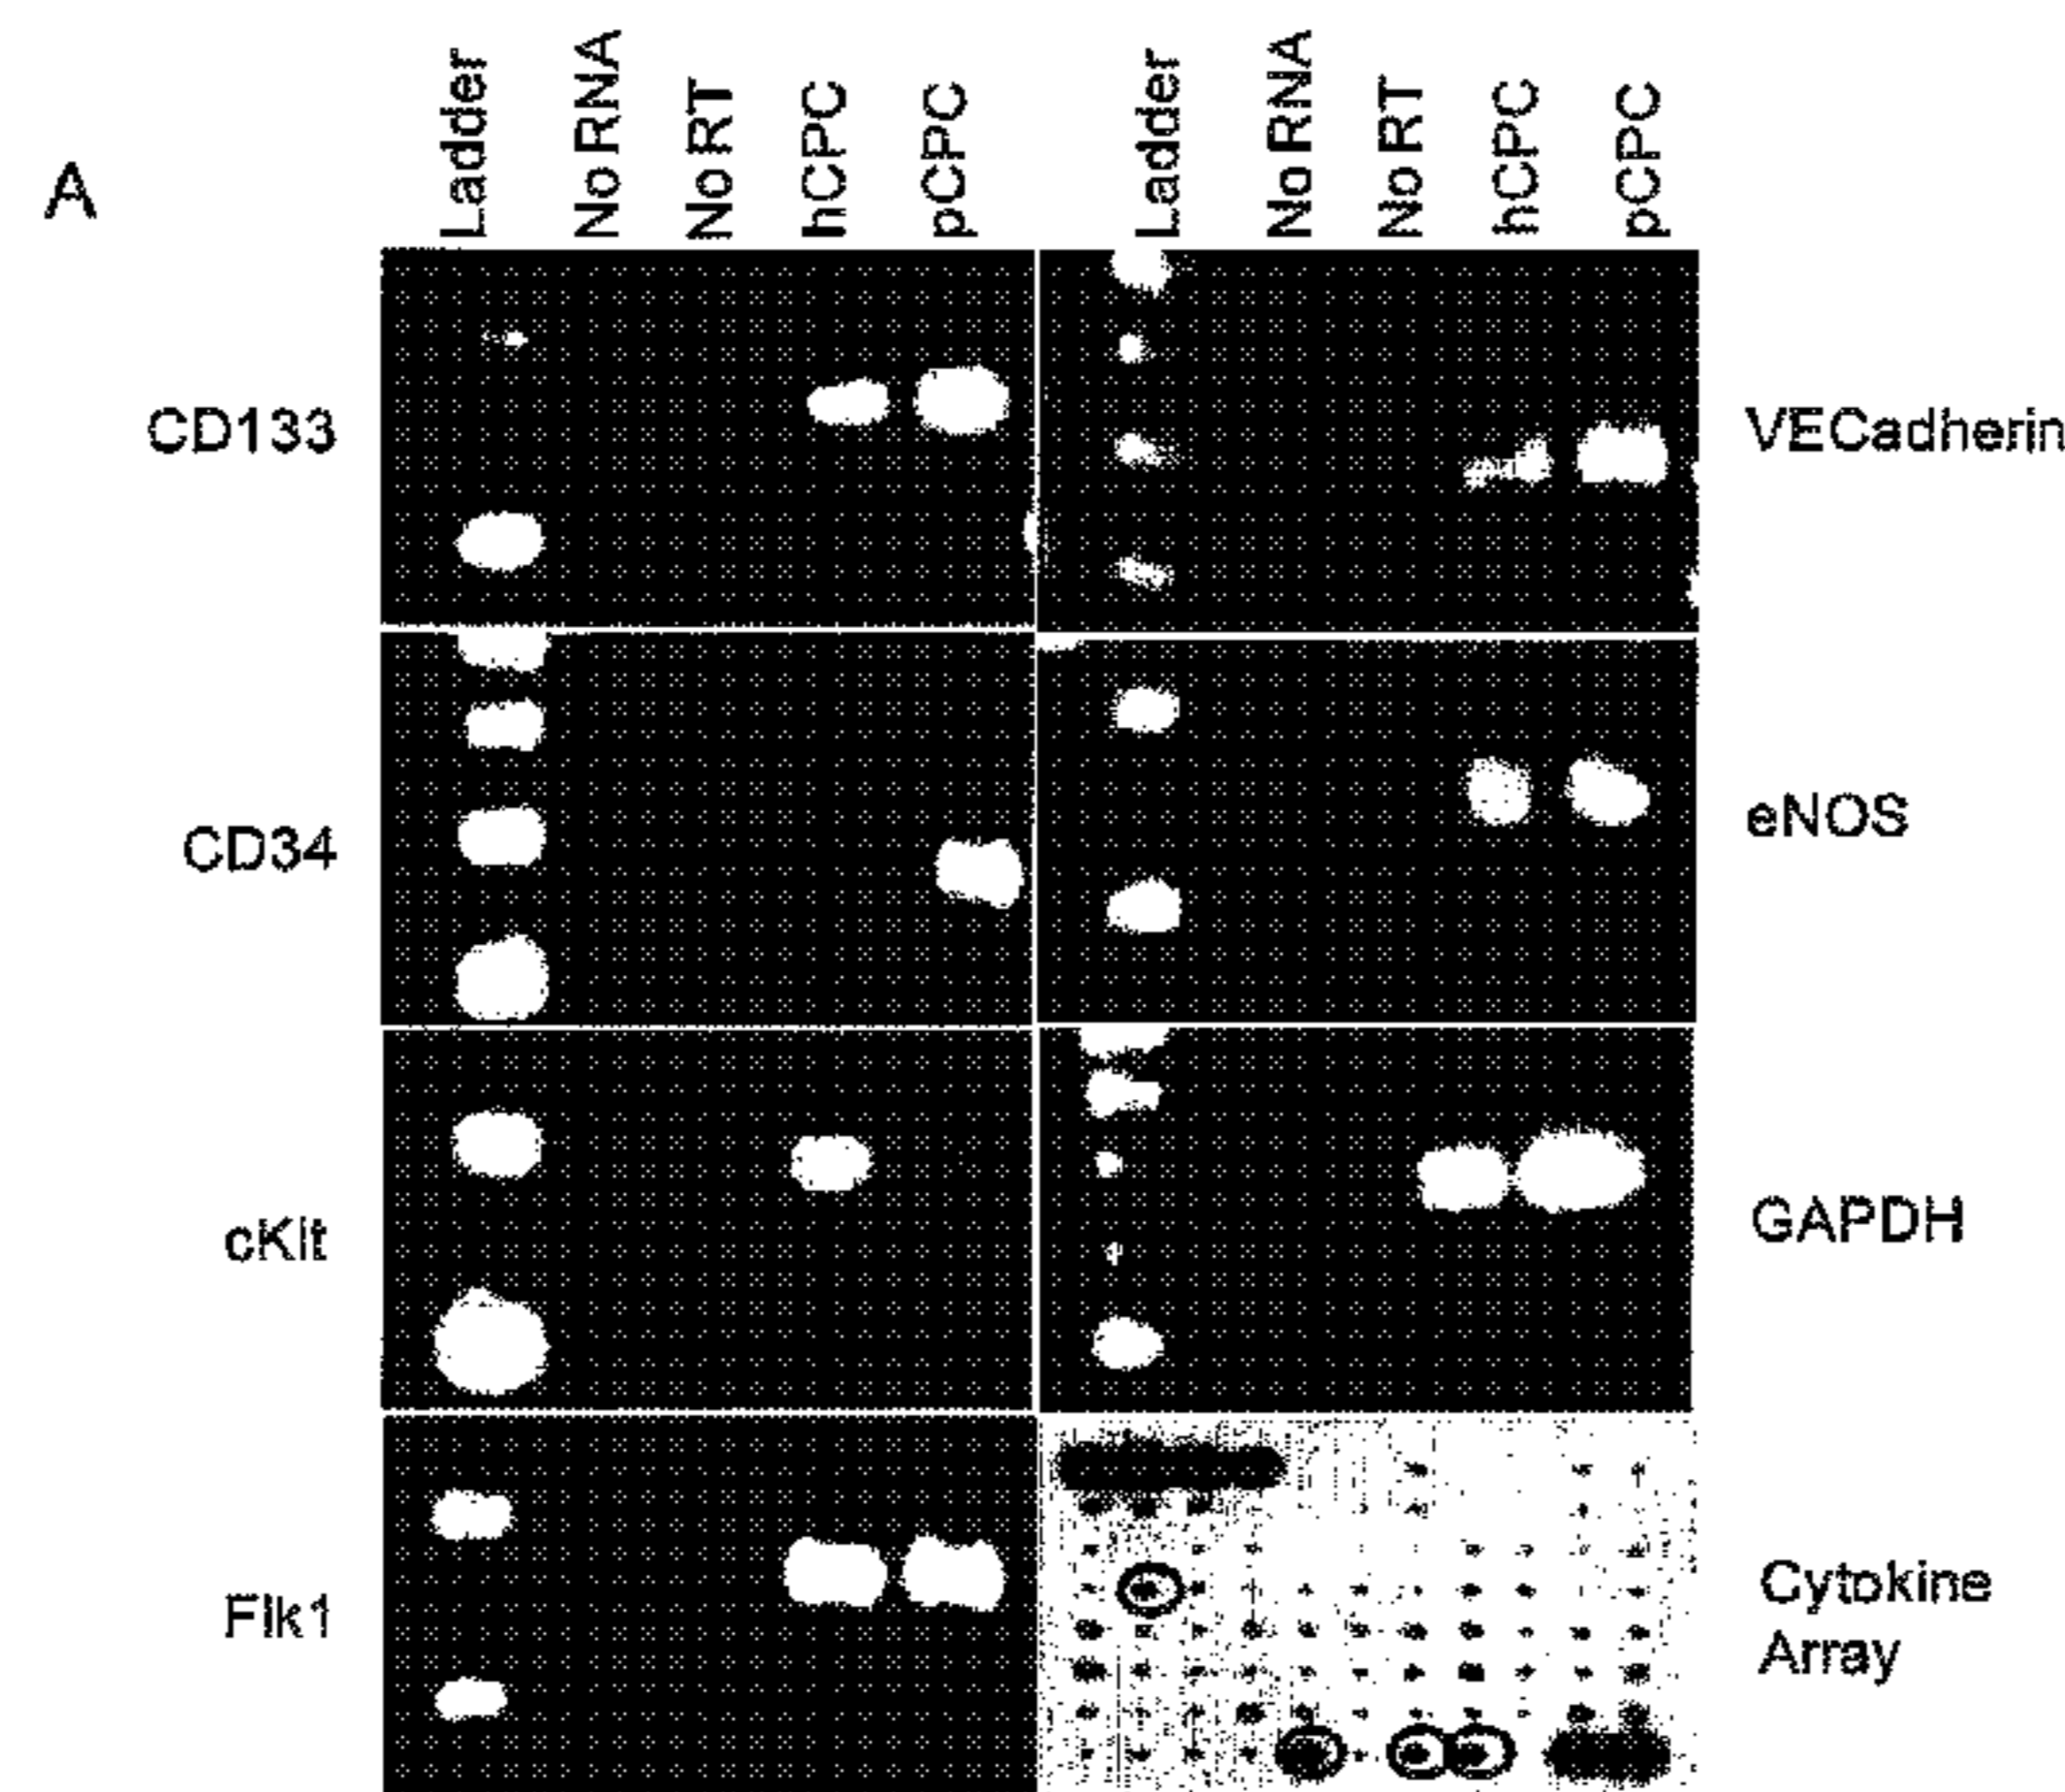 A
Ladder
No RNA
No RT
hCPC
pCPC
Ladder
No RNA
No RT
hCPC
pCPC
CD133
VECadherin
CD34
eNOS
cKit
GAPDH
Flk1
Cytokine
Array